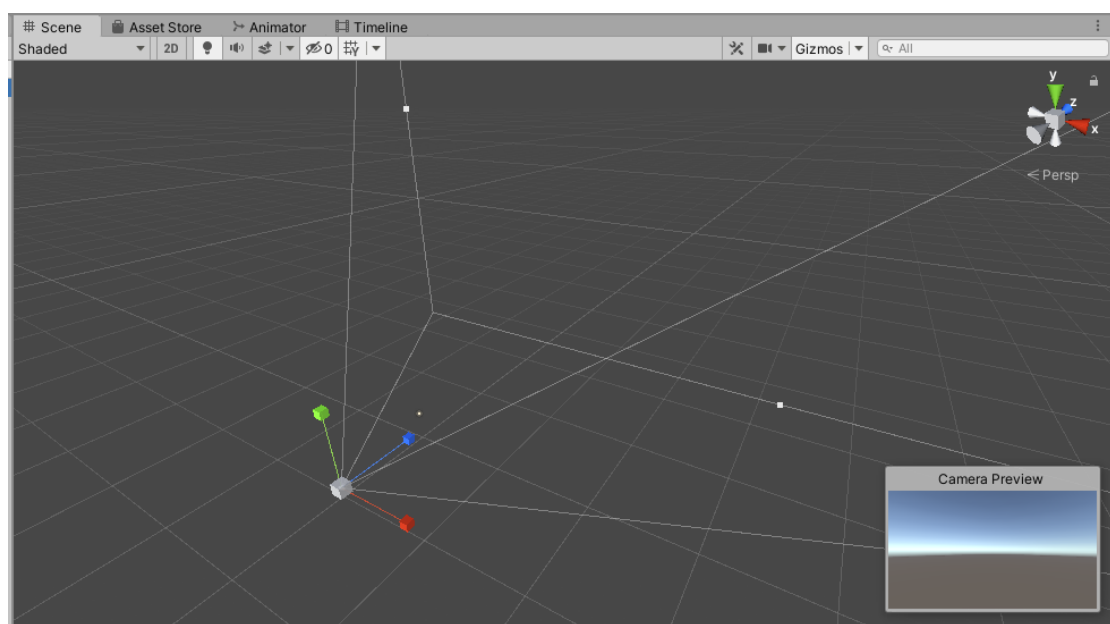 Scene Asset Store Animator Timeline
Shaded 2D 0 Gizmos All
y
z
x
Persp
Camera Preview